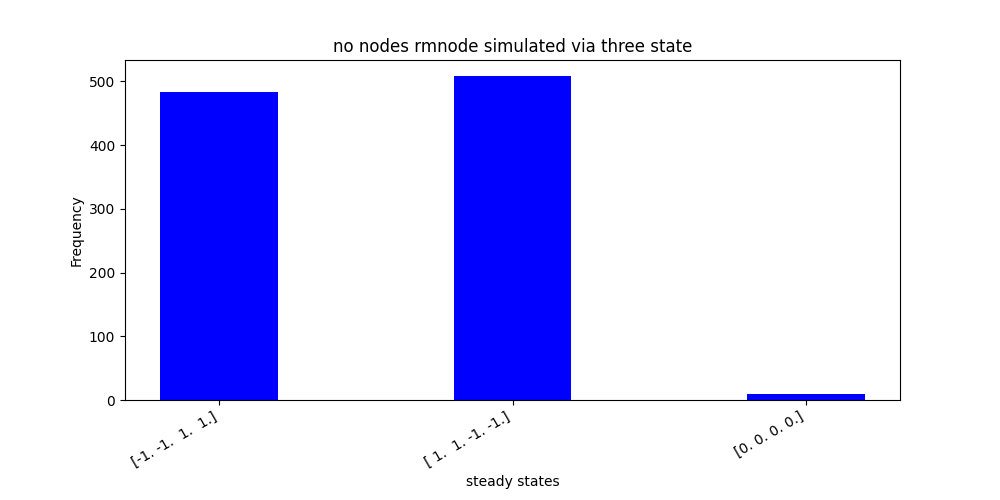 no nodes rmnode simulated via three state
Frequency
500
400
300
200
100
0
[-1. -1.  1.  1.]
[ 1.  1. -1. -1.]
[0. 0. 0. 0.]
steady states